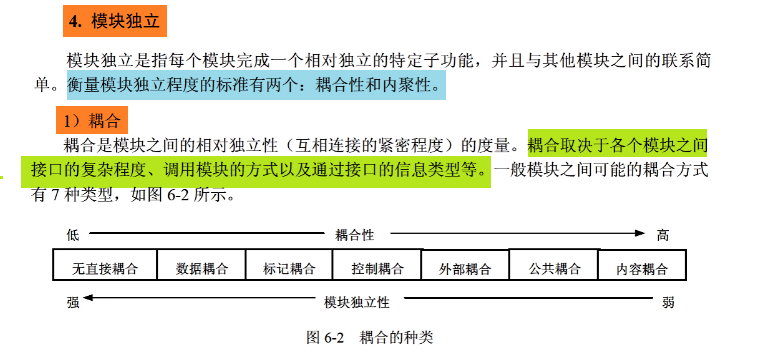 4. 模块独立
模块独立是指每个模块完成一个相对独立的特定子功能，并且与其他模块之间的联系简
单。衡量模块独立程度的标准有两个：耦合性和内聚性。
1）耦合
耦合是模块之间的相对独立性（互相连接的紧密程度）的度量。耦合取决于各个模块之间
接口的复杂程度、调用模块的方式以及通过接口的信息类型等。一般模块之间可能的耦合方式
有 7 种类型，如图 6-2 所示。
低 耦合性 高
无直接耦合 数据耦合 标记耦合 控制耦合 外部耦合 公共耦合 内容耦合
强 模块独立性 弱
图 6-2 耦合的种类